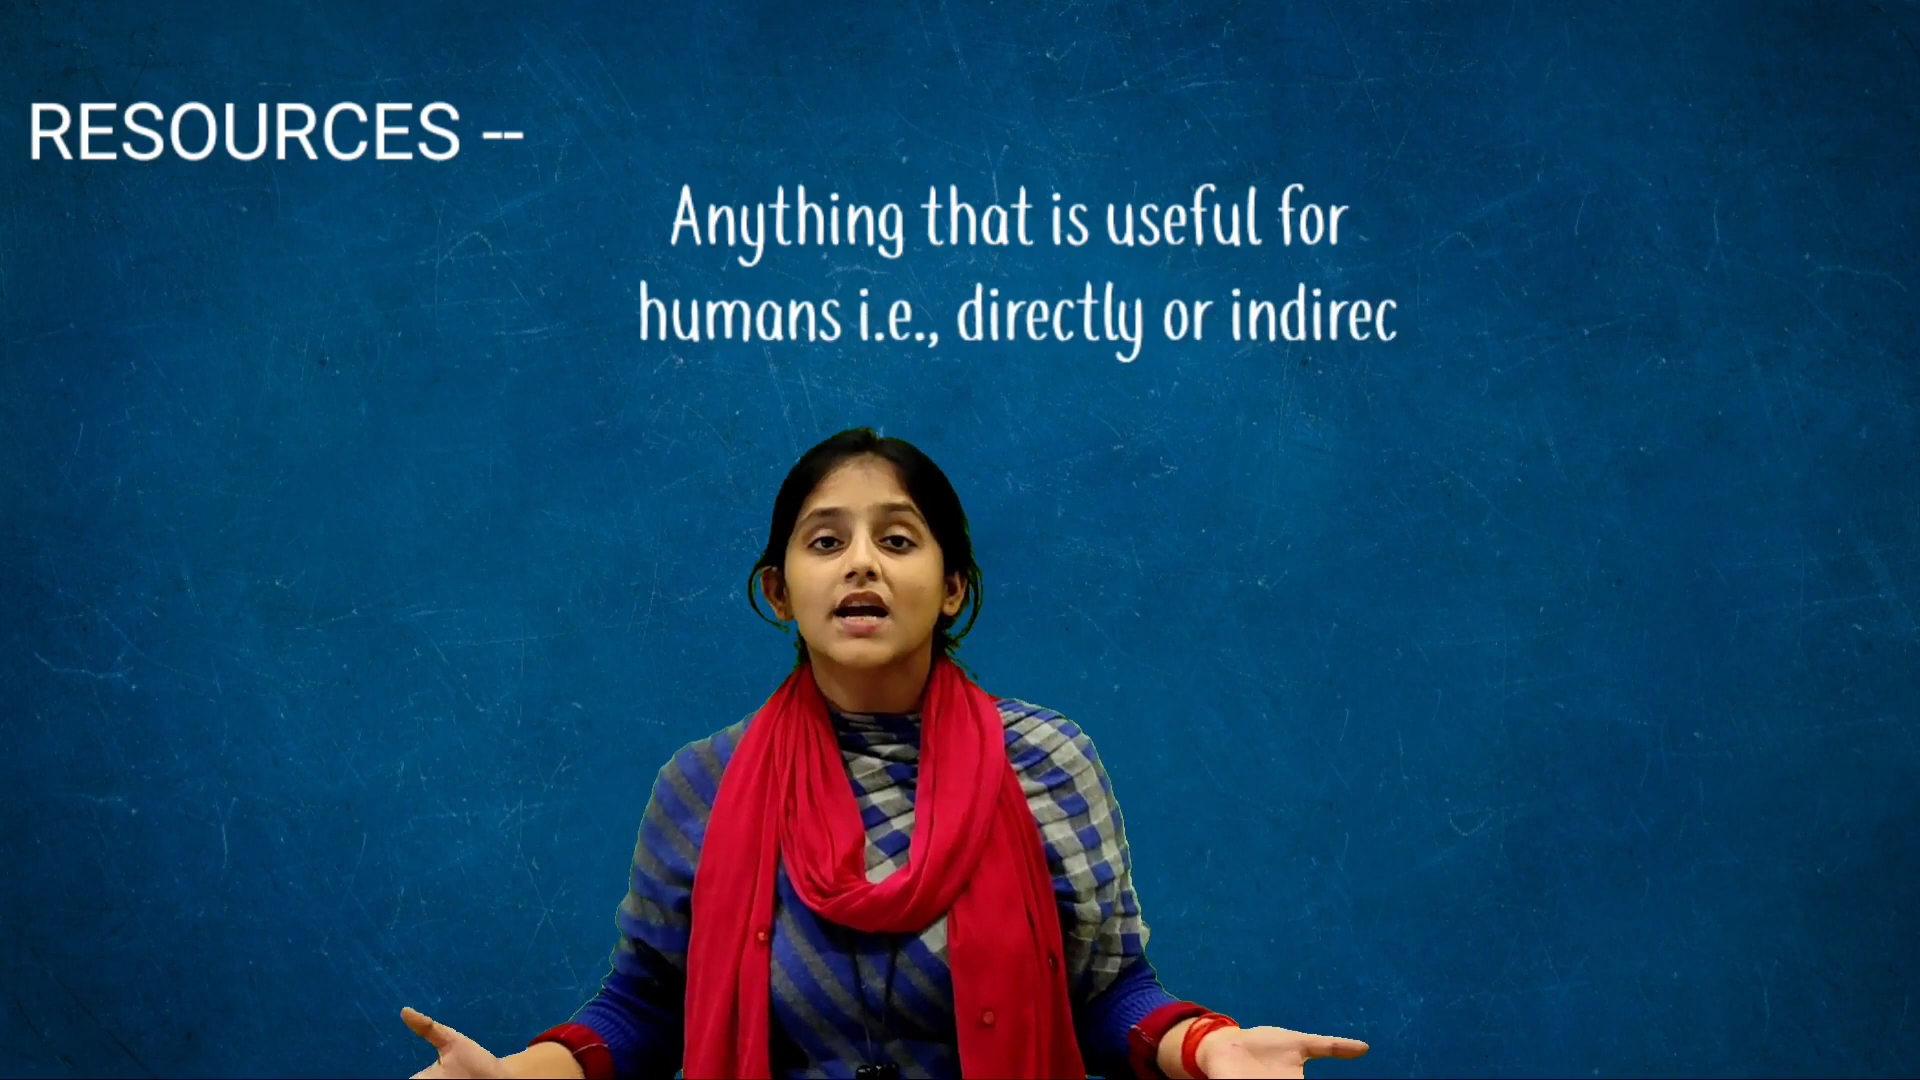 RESOURCES --
Anything that is useful for
humans i.e., directly or indirec